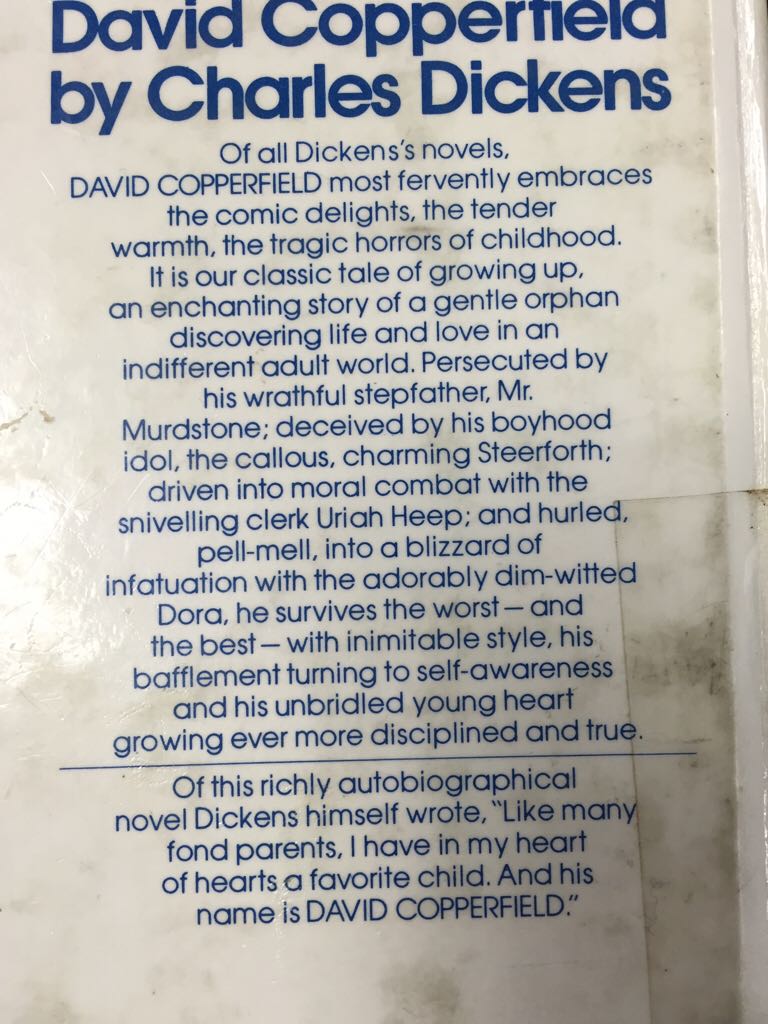 David Copperfield
by Charles Dickens
Of all Dickens's novels,
DAVID COPPERFIELD most fervently embraces
the comic delights, the tender
warmth, the tragic horrors of childhood.
It is our classic tale of growing up,
an enchanting story of a gentle orphan
discovering life and love in an
indifferent adult world. Persecuted by
his wrathful stepfather, Mr.
Murdstone; deceived by his boyhood
idol, the callous, charming Steerforth;
driven into moral combat with the
snivelling clerk Uriah Heep; and hurled,
pell-mell, into a blizzard of
infatuation with the adorably dim-witted
Dora, he survives the worst — and
the best — with inimitable style, his
bafflement turning to self-awareness
and his unbridled young heart
growing ever more disciplined and true.
Of this richly autobiographical
novel Dickens himself wrote, "Like many
fond parents, I have in my heart
of hearts a favorite child. And his
name is DAVID COPPERFIELD."